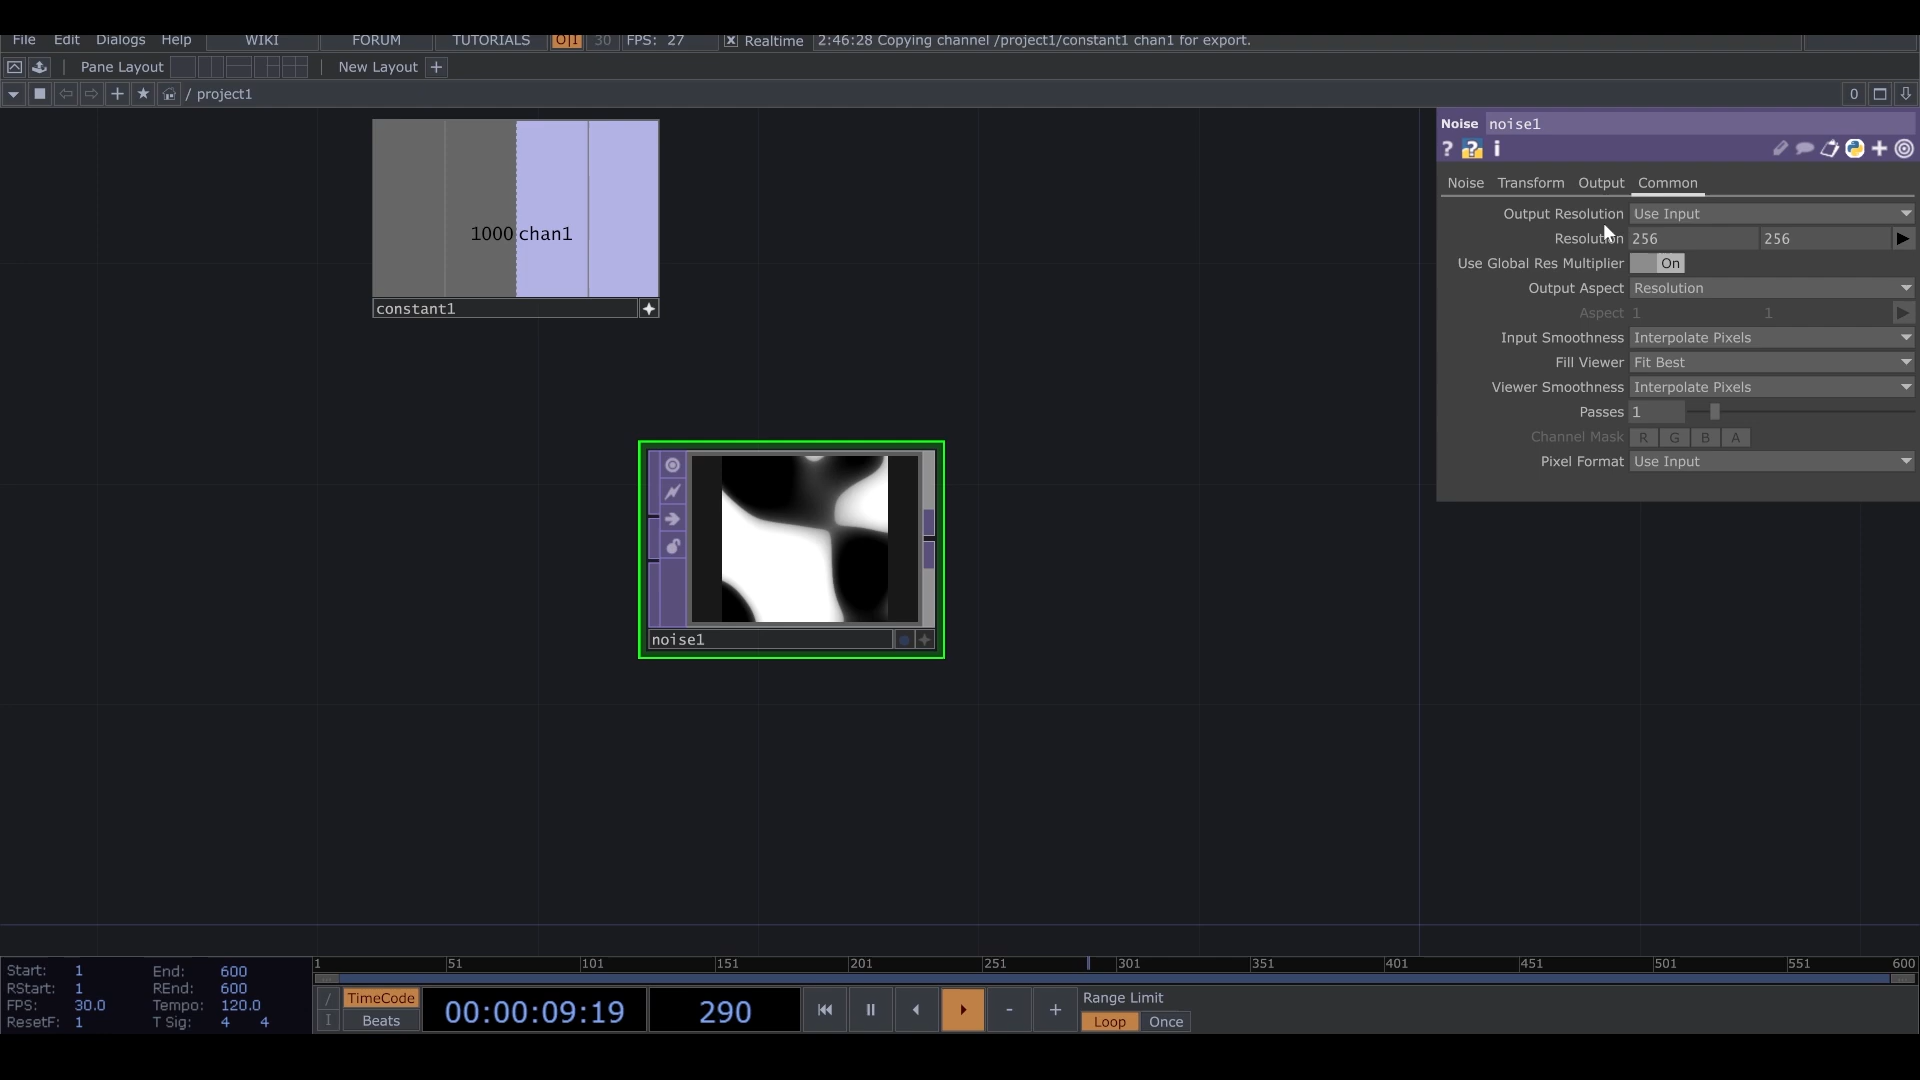 File Edit Dialogs Help WIKI FORUM TUTORIALS O|I 30 FPS: 27 Realtime 2:46:28 Copying channel /project1/constant1 chan1 for export.
Pane Layout New Layout +
/ project1 0
Noise noise1
? ? i
Noise Transform Output Common
Output Resolution Use Input
Resolution 256 256
Use Global Res Multiplier On
Output Aspect Resolution
Aspect 1 1
Input Smoothness Interpolate Pixels
Fill Viewer Fit Best
Viewer Smoothness Interpolate Pixels
Passes 1
Channel Mask R G B A
Pixel Format Use Input
1000 chan1
constant1
noise1
1 51 101 151 201 251 301 351 401 451 501 551 600
Start: 1 End: 600
RStart: 1 REnd: 600
FPS: 30.0 Tempo: 120.0
ResetF: 1 T Sig: 4 4
/ TimeCode
I Beats
00:00:09:19 290 - +
Range Limit
Loop Once